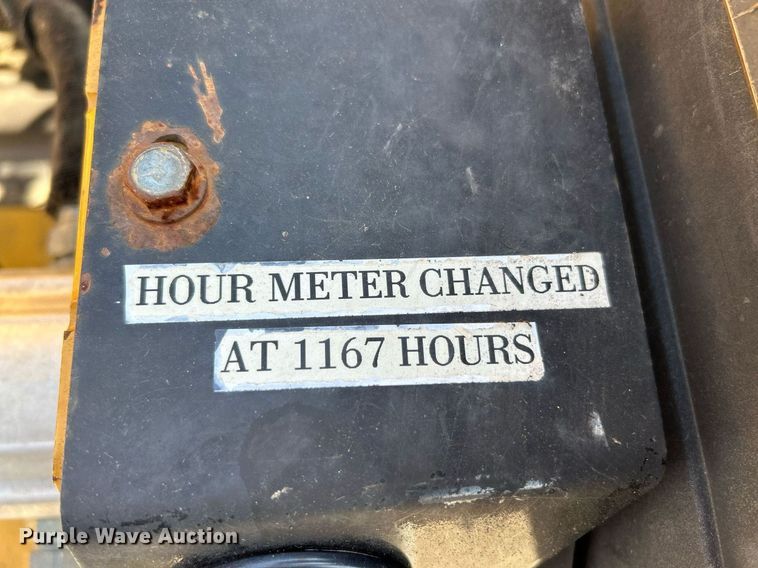 HOUR METER CHANGED
AT 1167 HOURS
Purple Wave Auction